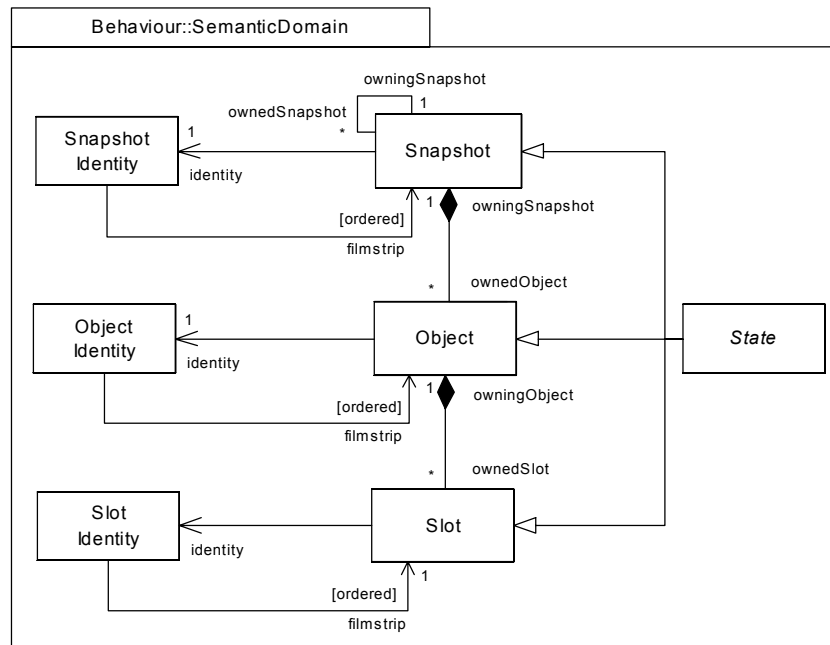 Behaviour::SemanticDomain
owningSnapshot
ownedSnapshot
1
*
Snapshot
Identity
1
identity
Snapshot
[ordered]
filmstrip
1
owningSnapshot
*
ownedObject
Object
Identity
1
identity
Object
State
[ordered]
filmstrip
1
owningObject
*
ownedSlot
Slot
Identity
identity
Slot
[ordered]
filmstrip
1